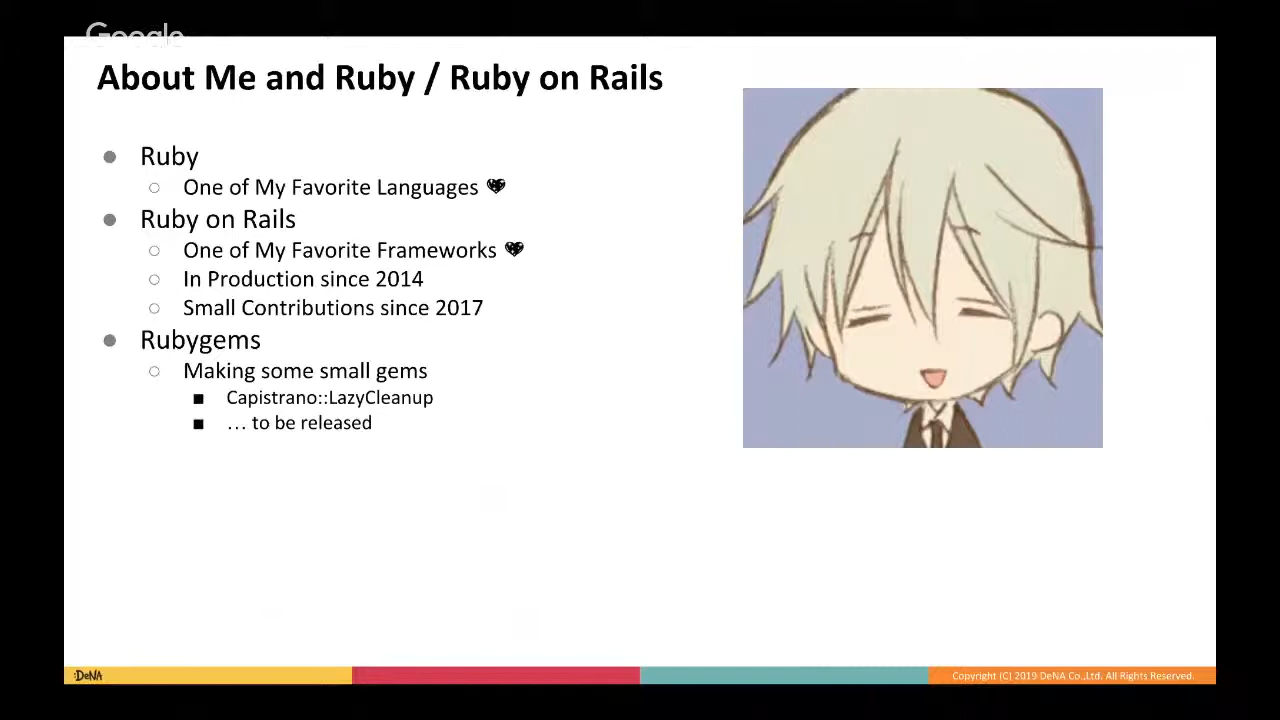 Google
About Me and Ruby / Ruby on Rails
Ruby
One of My Favorite Languages
Ruby on Rails
One of My Favorite Frameworks
In Production since 2014
Small Contributions since 2017
Rubygems
Making some small gems
Capistrano::LazyCleanup
… to be released
:DeNA
Copyright (C) 2019 DeNA Co.,Ltd. All Rights Reserved.